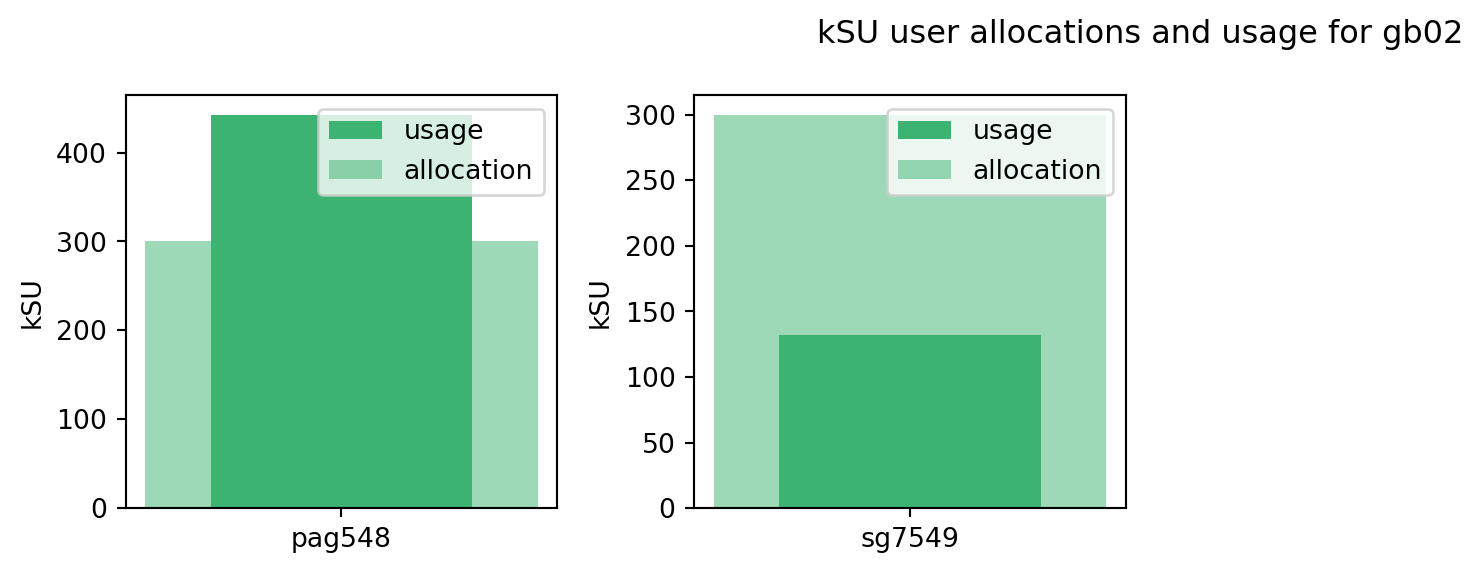 kSU user allocations and usage for gb02
kSU
400
300
200
100
0
usage
allocation
pag548
kSU
300
250
200
150
100
50
0
usage
allocation
sg7549